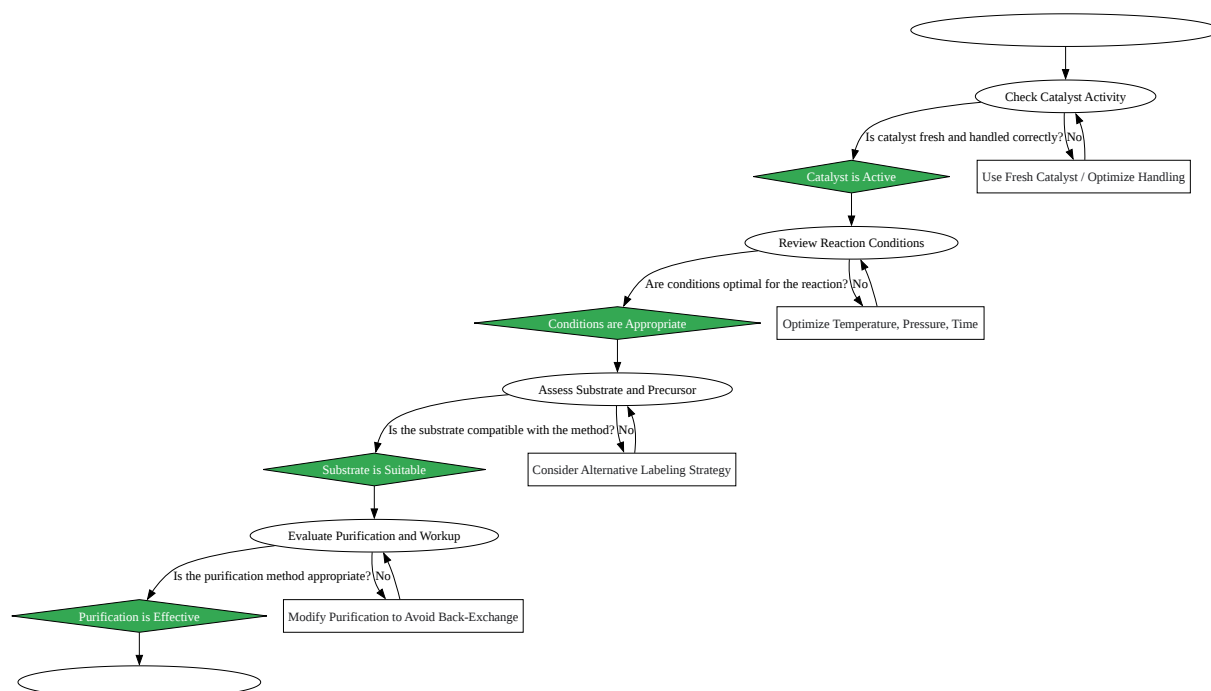 Check Catalyst Activity
Is catalyst fresh and handled correctly?
No
Catalyst is Active
Use Fresh Catalyst / Optimize Handling
Review Reaction Conditions
Are conditions optimal for the reaction?
No
Conditions are Appropriate
Optimize Temperature, Pressure, Time
Assess Substrate and Precursor
Is the substrate compatible with the method?
No
Substrate is Suitable
Consider Alternative Labeling Strategy
Evaluate Purification and Workup
Is the purification method appropriate?
No
Purification is Effective
Modify Purification to Avoid Back-Exchange